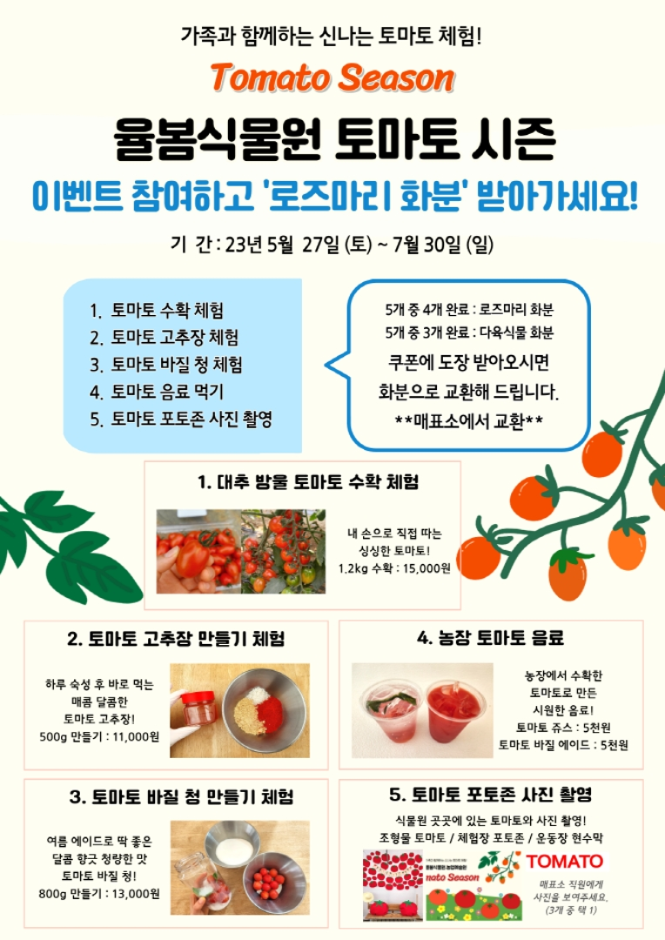 가족과 함께하는 신나는 토마토 체험!
Tomato Season
율봄식물원 토마토 시즌
이벤트 참여하고 '로즈마리 화분' 받아가세요!
기 간 : 23년 5월 27일 (토) ~ 7월 30일 (일)
1. 토마토 수확 체험
2. 토마토 고추장 체험
3. 토마토 바질 청 체험
4. 토마토 음료 먹기
5. 토마토 포토존 사진 촬영
5개 중 4개 완료 : 로즈마리 화분
5개 중 3개 완료 : 다육식물 화분
쿠폰에 도장 받아오시면
화분으로 교환해 드립니다.
**매표소에서 교환**
1. 대추 방울 토마토 수확 체험
내 손으로 직접 따는
싱싱한 토마토!
1.2kg 수확 : 15,000원
2. 토마토 고추장 만들기 체험
하루 숙성 후 바로 먹는
매콤 달콤한
토마토 고추장!
500g 만들기 : 11,000원
4. 농장 토마토 음료
농장에서 수확한
토마토로 만든
시원한 음료!
토마토 쥬스 : 5천원
토마토 바질 에이드 : 5천원
3. 토마토 바질 청 만들기 체험
여름 에이드로 딱 좋은
달콤 향긋 청량한 맛
토마토 바질 청!
800g 만들기 : 13,000원
5. 토마토 포토존 사진 촬영
식물원 곳곳에 있는 토마토와 사진 촬영!
조형물 토마토 / 체험장 포토존 / 운동장 현수막
mato Season
TOMATO
매표소 직원에게
사진을 보여주세요.
(3개 중 택 1)